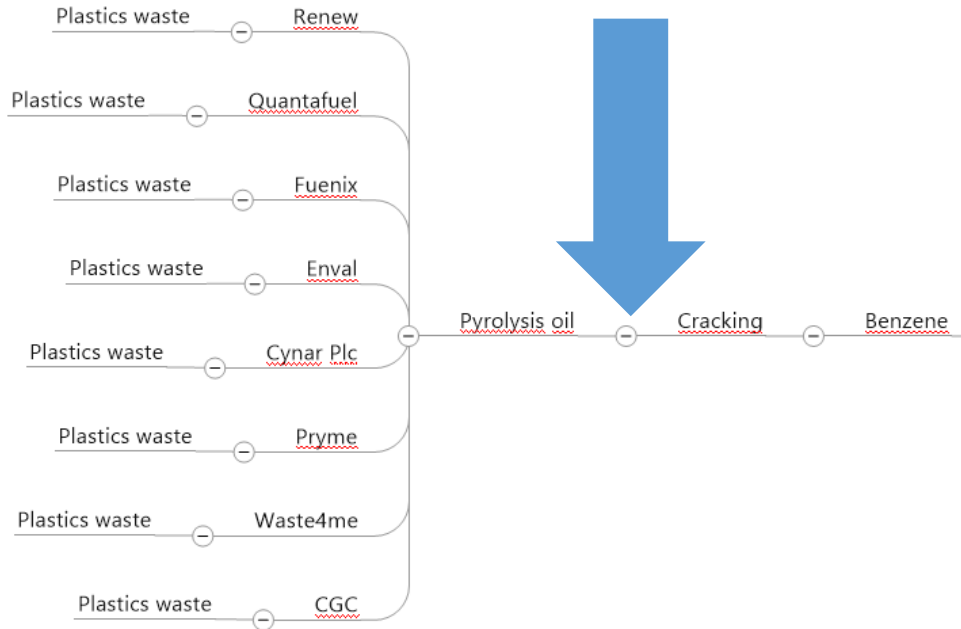 Plastics waste Renew
Plastics waste Quantafuel
Plastics waste Fuenix
Plastics waste Enval
Pyrolysis oil Cracking Benzene
Plastics waste Cynar Plc
Plastics waste Pryme
Plastics waste Waste4me
Plastics waste CGC